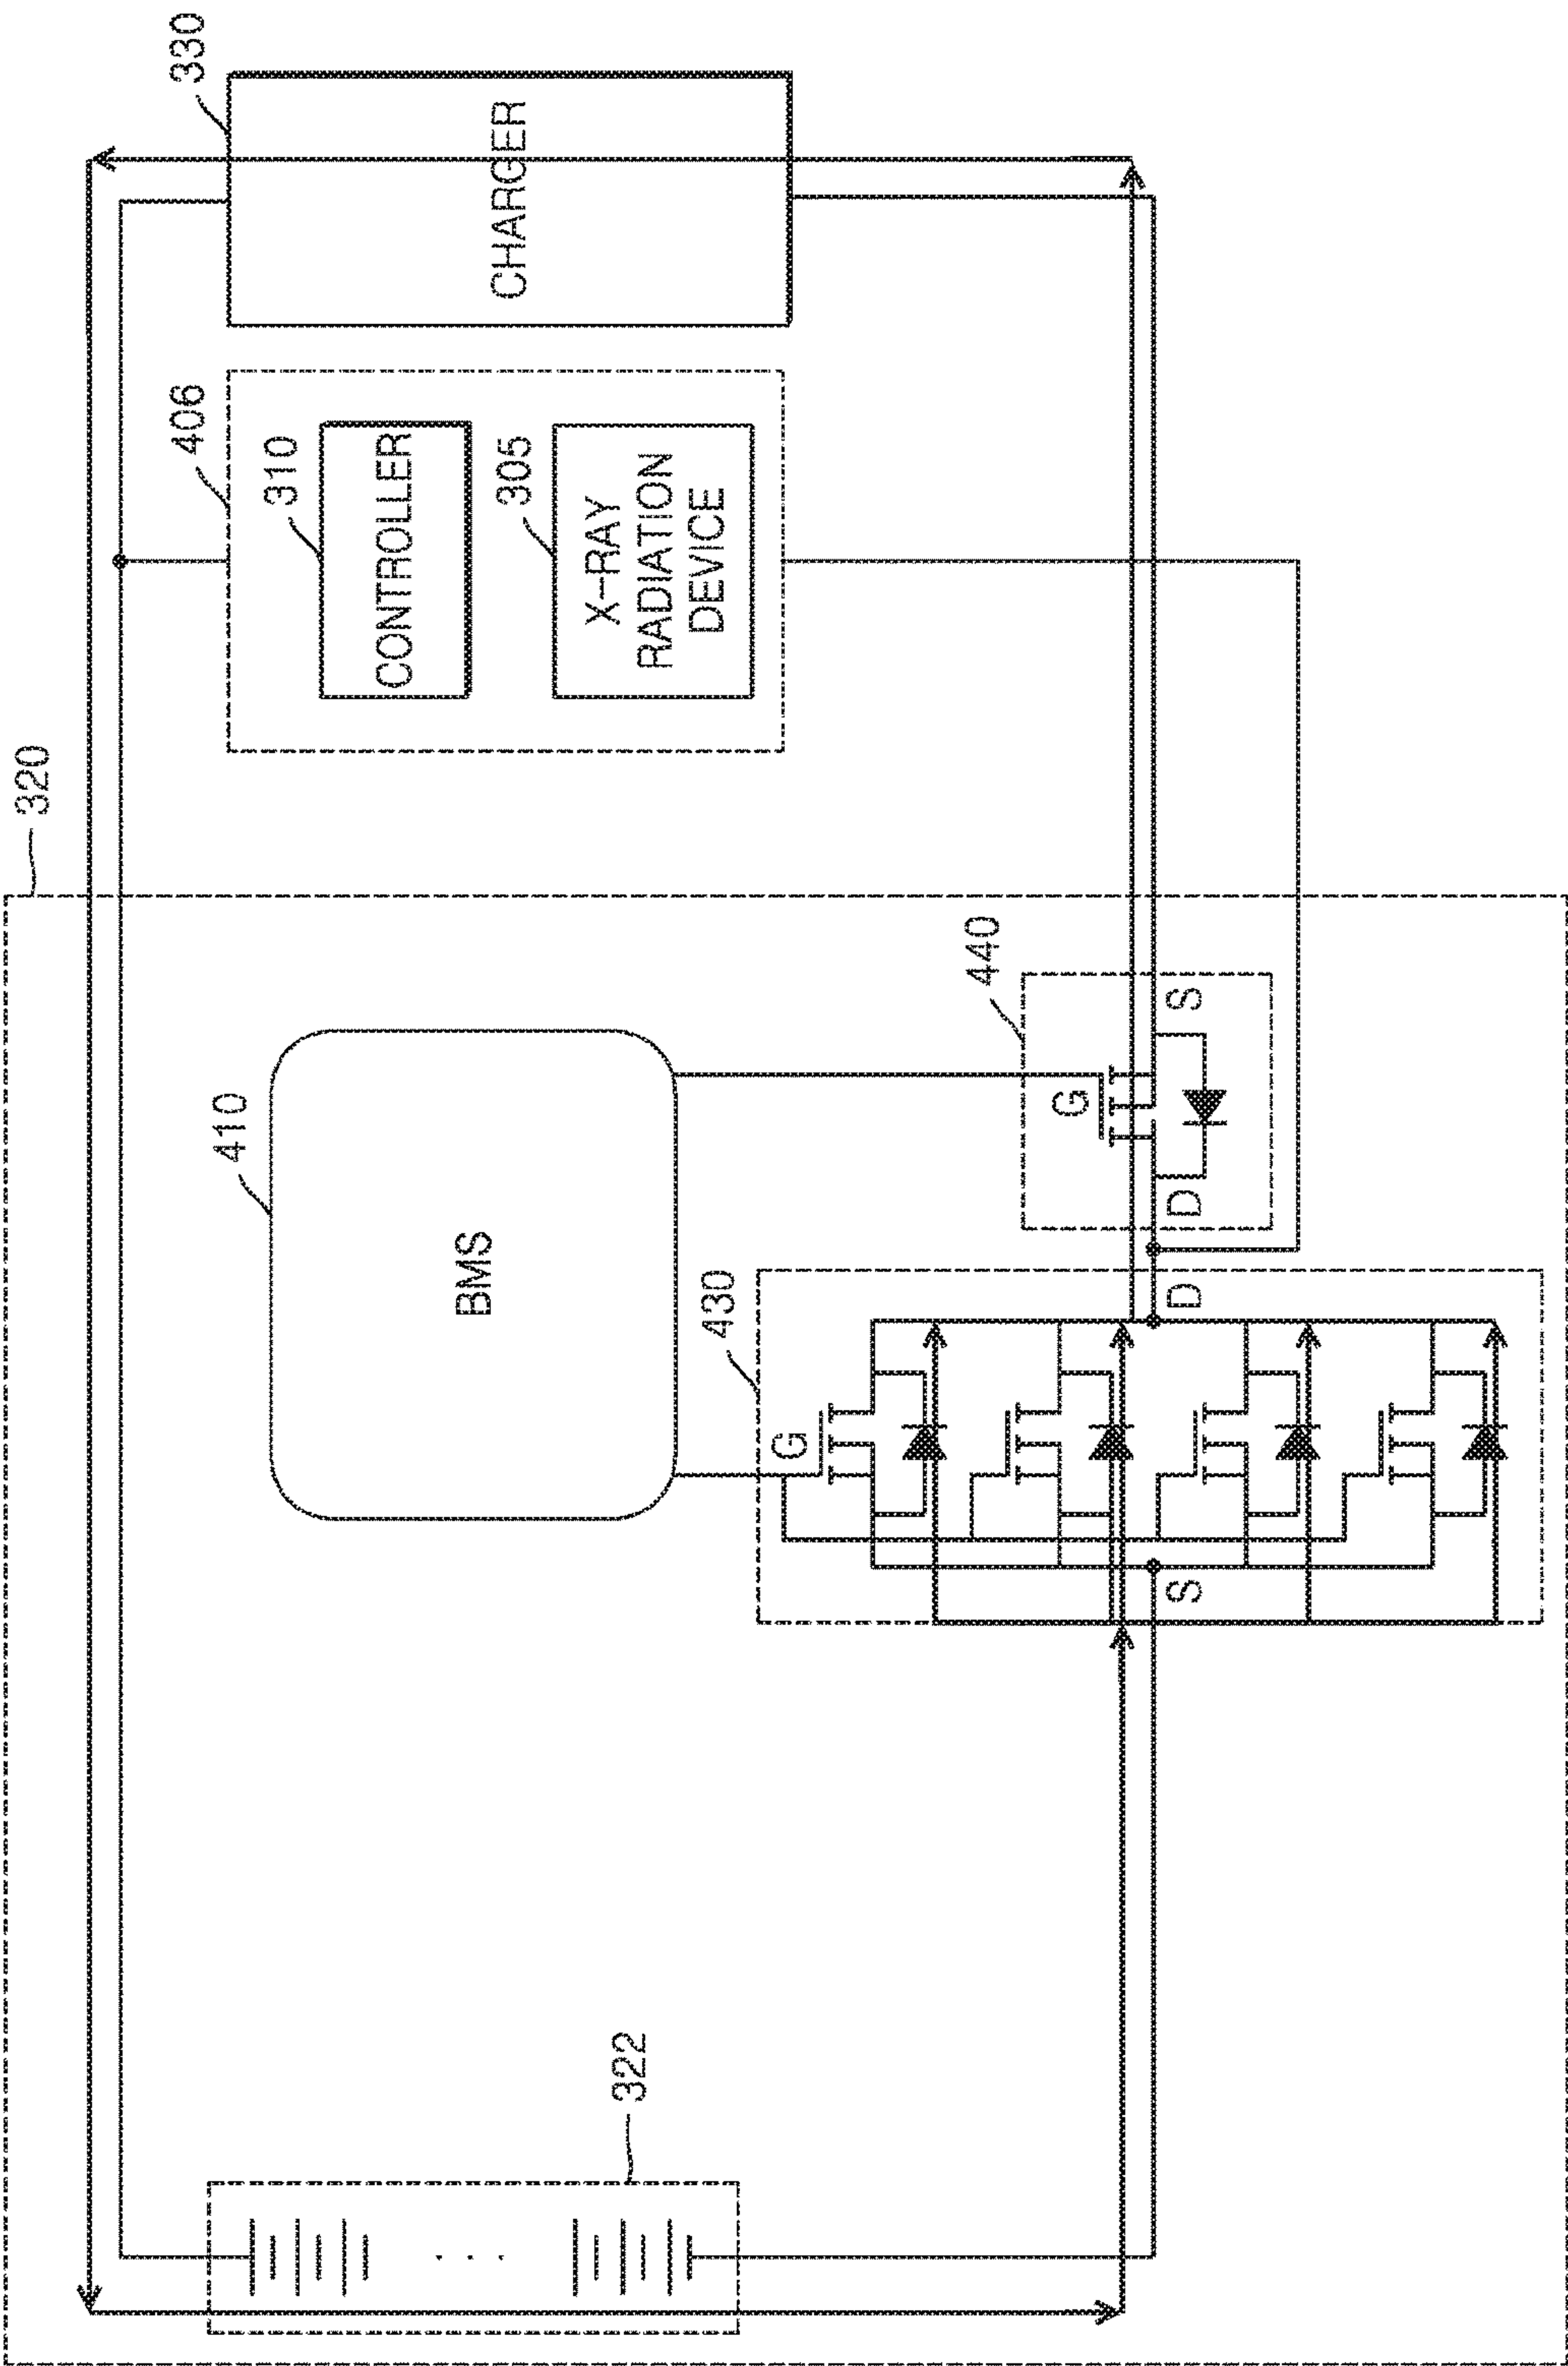 320
322
410
BMS
430
G
S
D
440
G
D
S
406
310
CONTROLLER
305
X-RAY
RADIATION
DEVICE
330
CHARGER